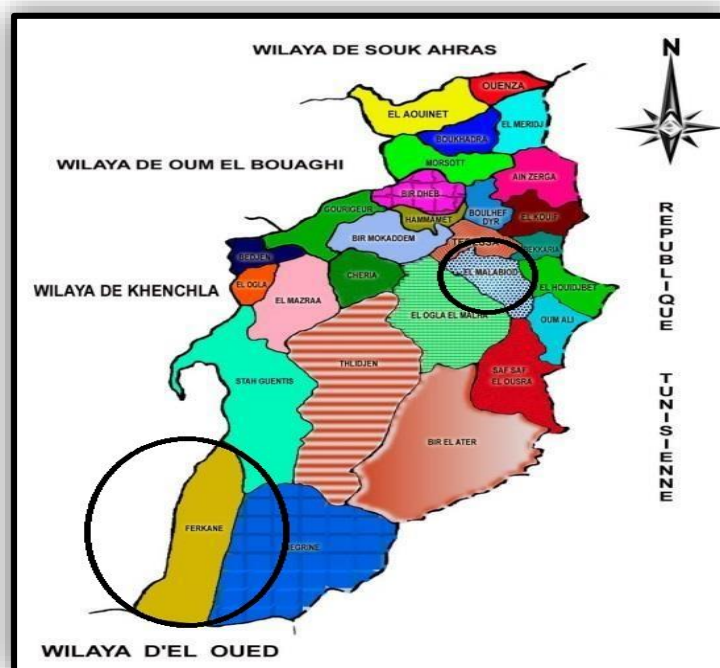 WILAYA DE SOUK AHRAS
N
OUENZA
EL AOUINET
EL MERIDJ
BOUKHADRA
WILAYA DE OUM EL BOUAGHI
MORSOTT
AIN ZERGA
BIR DHEB
GOURIGEUR
HAMMAMET
BOULHEF
DYR
EL KOUIF
BIR MOKADDEM
BEDJEN
EL MALABIOD
CHERIA
EL OGLA
WILAYA DE KHENCHLA
EL MAZRAA
EL HOUIDJBET
EL OGLA EL MALHA
OUM ALI
REPUBLIQUE
TUNISIENNE
SAF SAF
EL OUSRA
THLIDJEN
STAH GUENTIS
BIR EL ATER
FERKANE
WILAYA D'EL OUED